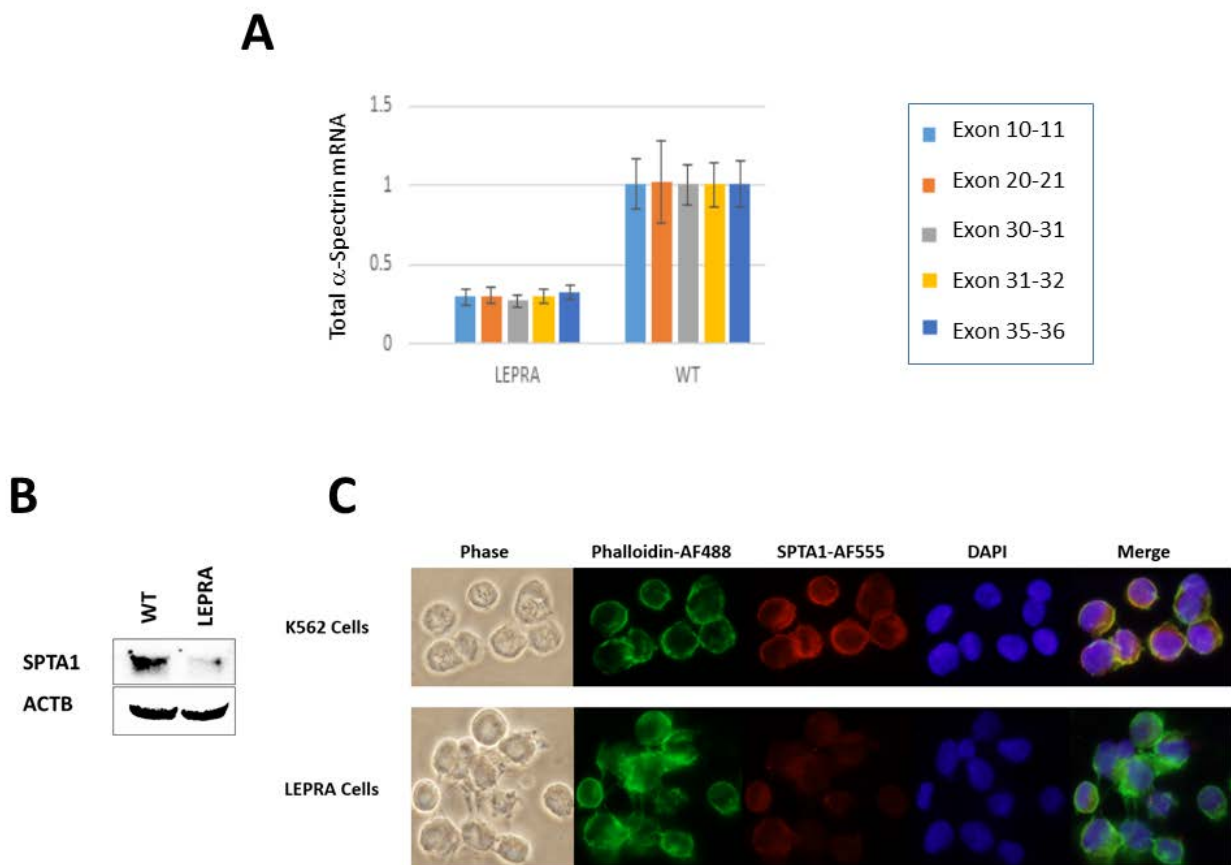 A
Total α-Spectrin mRNA
1.5
1
0.5
0
LEPRA
WT
Exon 10-11
Exon 20-21
Exon 30-31
Exon 31-32
Exon 35-36
B
WT
LEPRA
SPTA1
ACTB
C
Phase
Phalloidin-AF488
SPTA1-AF555
DAPI
Merge
K562 Cells
LEPRA Cells